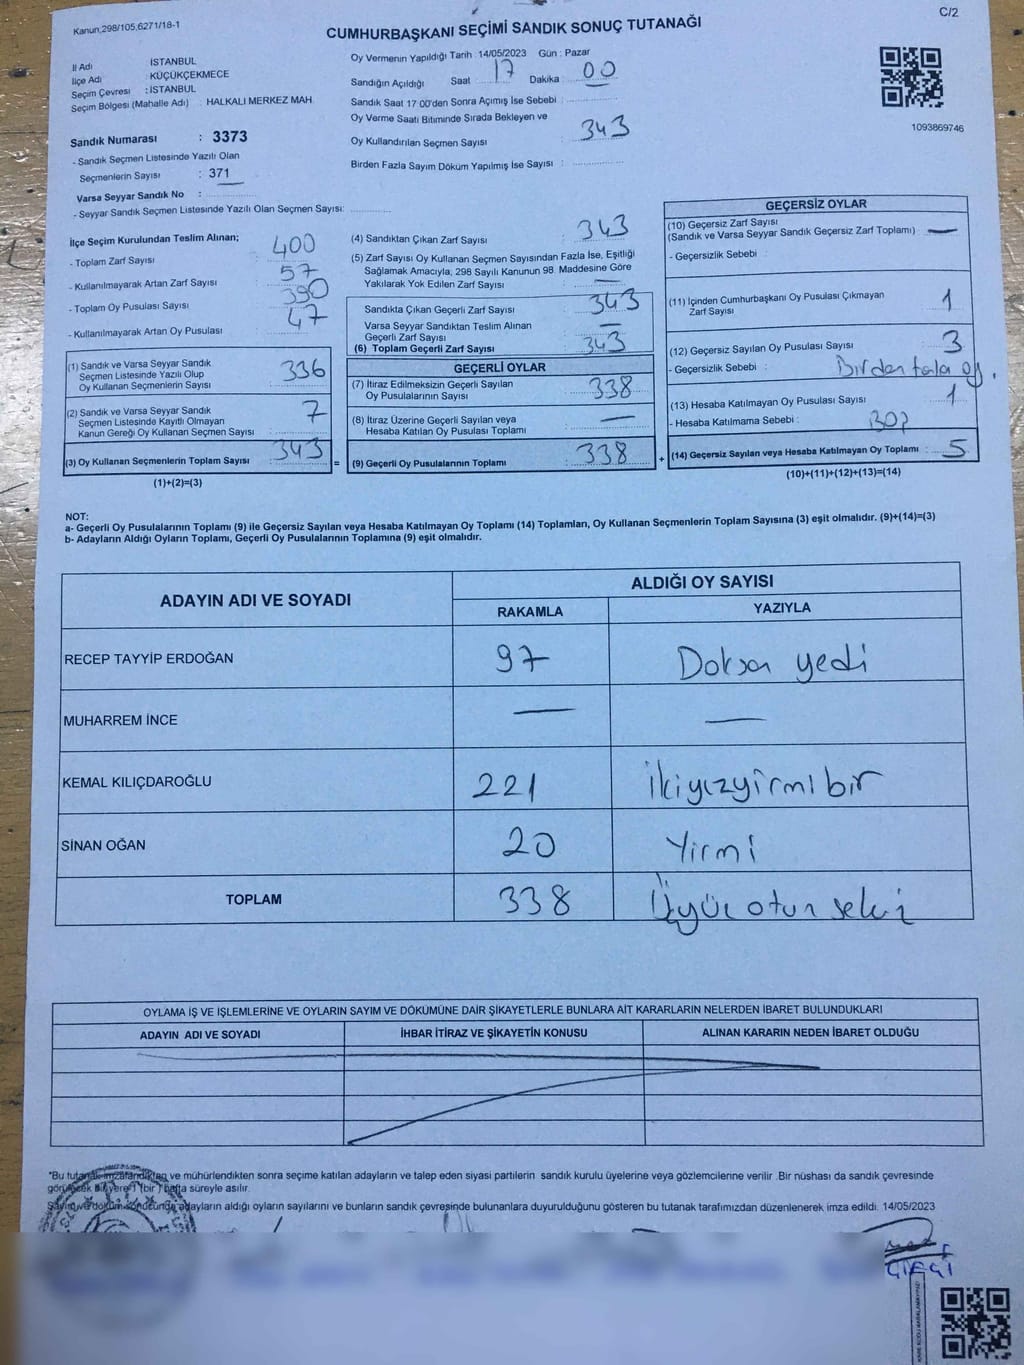 Kanun;298/105;6271/18-1
C/2
CUMHURBAŞKANI SEÇİMİ SANDIK SONUÇ TUTANAĞI
İl Adı : İSTANBUL
İlçe Adı : KÜÇÜKÇEKMECE
Seçim Çevresi : İSTANBUL
Seçim Bölgesi (Mahalle Adı) : HALKALI MERKEZ MAH
Sandık Numarası : 3373
- Sandık Seçmen Listesinde Yazılı Olan
Seçmenlerin Sayısı : 371
Varsa Seyyar Sandık No :
- Seyyar Sandık Seçmen Listesinde Yazılı Olan Seçmen Sayısı:
Oy Vermenin Yapıldığı Tarih : 14/05/2023 Gün : Pazar
Sandığın Açıldığı Saat 17 Dakika : 00
Sandık Saat 17 00'den Sonra Açılmış İse Sebebi :
Oy Verme Saati Bitiminde Sırada Bekleyen ve
Oy Kullandırılan Seçmen Sayısı : 343
Birden Fazla Sayım Döküm Yapılmış İse Sayısı :
1093869746
İlçe Seçim Kurulundan Teslim Alınan;
- Toplam Zarf Sayısı : 400
- Kullanılmayarak Artan Zarf Sayısı : 57
- Toplam Oy Pusulası Sayısı : 390
- Kullanılmayarak Artan Oy Pusulası : 47
(1) Sandık ve Varsa Seyyar Sandık
Seçmen Listesinde Yazılı Olup
Oy Kullanan Seçmenlerin Sayısı : 336
(2) Sandık ve Varsa Seyyar Sandık
Seçmen Listesinde Kayıtlı Olmayan
Kanun Gereği Oy Kullanan Seçmen Sayısı : 7
(3) Oy Kullanan Seçmenlerin Toplam Sayısı : 343
(1)+(2)=(3)
(4) Sandıktan Çıkan Zarf Sayısı : 343
(5) Zarf Sayısı Oy Kullanan Seçmen Sayısından Fazla İse, Eşitliği
Sağlamak Amacıyla, 298 Sayılı Kanunun 98. Maddesine Göre
Yakılarak Yok Edilen Zarf Sayısı : —
Sandıkta Çıkan Geçerli Zarf Sayısı : 343
Varsa Seyyar Sandıktan Teslim Alınan
Geçerli Zarf Sayısı : —
(6) Toplam Geçerli Zarf Sayısı : 343
=
GEÇERLİ OYLAR
(7) İtiraz Edilmeksizin Geçerli Sayılan
Oy Pusulalarının Sayısı : 338
(8) İtiraz Üzerine Geçerli Sayılan veya
Hesaba Katılan Oy Pusulası Toplamı : —
(9) Geçerli Oy Pusulalarının Toplamı : 338
+
GEÇERSİZ OYLAR
(10) Geçersiz Zarf Sayısı
(Sandık ve Varsa Seyyar Sandık Geçersiz Zarf Toplamı) : —
- Geçersizlik Sebebi :
(11) İçinden Cumhurbaşkanı Oy Pusulası Çıkmayan
Zarf Sayısı : 1
(12) Geçersiz Sayılan Oy Pusulası Sayısı : 3
- Geçersizlik Sebebi : Birden fazla oy.
(13) Hesaba Katılmayan Oy Pusulası Sayısı : 1
- Hesaba Katılmama Sebebi : Boş
(14) Geçersiz Sayılan veya Hesaba Katılmayan Oy Toplamı : 5
(10)+(11)+(12)+(13)=(14)
NOT:
a- Geçerli Oy Pusulalarının Toplamı (9) ile Geçersiz Sayılan veya Hesaba Katılmayan Oy Toplamı (14) Toplamları, Oy Kullanan Seçmenlerin Toplam Sayısına (3) eşit olmalıdır. (9)+(14)=(3)
b- Adayların Aldığı Oyların Toplamı, Geçerli Oy Pusulalarının Toplamına (9) eşit olmalıdır.
ADAYIN ADI VE SOYADI
ALDIĞI OY SAYISI
RAKAMLA YAZIYLA
RECEP TAYYİP ERDOĞAN 97 Doksan yedi
MUHARREM İNCE — —
KEMAL KILIÇDAROĞLU 221 İkiyüzyirmi bir
SİNAN OĞAN 20 Yirmi
TOPLAM 338
OYLAMA İŞ VE İŞLEMLERİNE VE OYLARIN SAYIM VE DÖKÜMÜNE DAİR ŞİKAYETLERLE BUNLARA AİT KARARLARIN NELERDEN İBARET BULUNDUKLARI
ADAYIN ADI VE SOYADI İHBAR İTİRAZ VE ŞİKAYETİN KONUSU ALINAN KARARIN NEDEN İBARET OLDUĞU
*Bu tutanak imzalandıktan ve mühürlendikten sonra seçime katılan adayların ve talep eden siyasi partilerin sandık kurulu üyelerine veya gözlemcilerine verilir. Bir nüshası da sandık çevresinde
görülecek bir yere 1 (bir) hafta süreyle asılır.
Sayım ve döküm sonucunda adayların aldığı oyların sayılarını ve bunların sandık çevresinde bulunanlara duyurulduğunu gösteren bu tutanak tarafımızdan düzenlenerek imza edildi. 14/05/2023